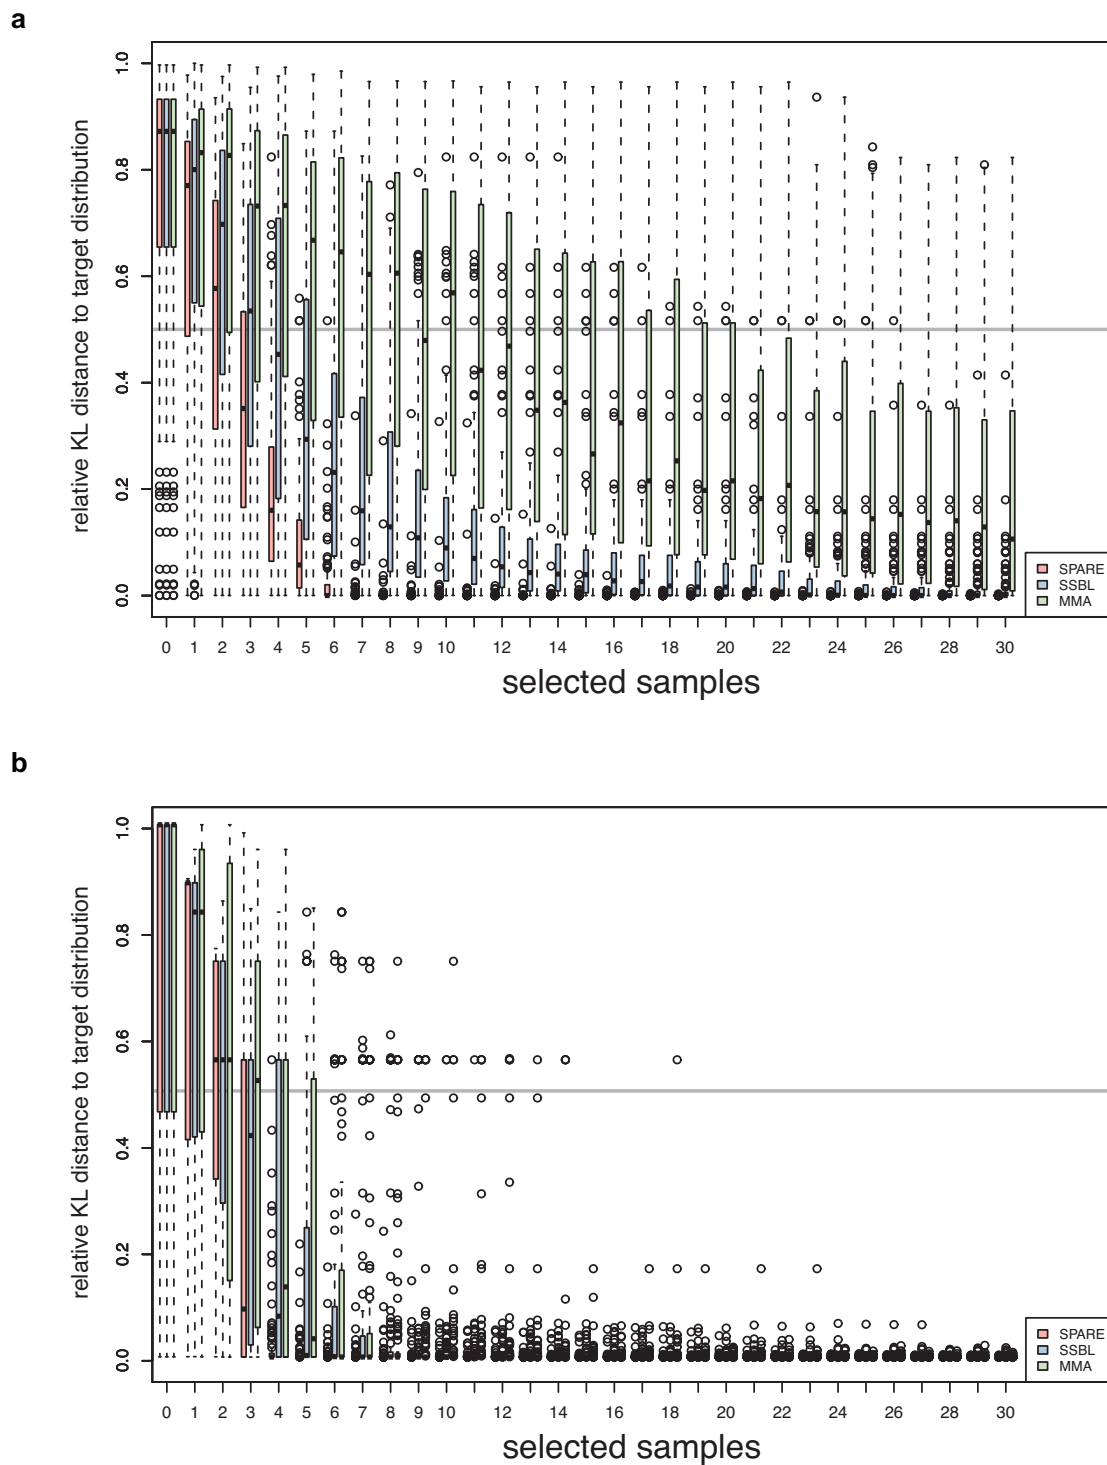 a
relative KL distance to target distribution
1.0
0.8
0.6
0.4
0.2
0.0
0 1 2 3 4 5 6 7 8 9 10 12 14 16 18 20 22 24 26 28 30
selected samples
SPARE
SSBL
MMA
b
relative KL distance to target distribution
1.0
0.8
0.6
0.4
0.2
0.0
0 1 2 3 4 5 6 7 8 9 10 12 14 16 18 20 22 24 26 28 30
selected samples
SPARE
SSBL
MMA